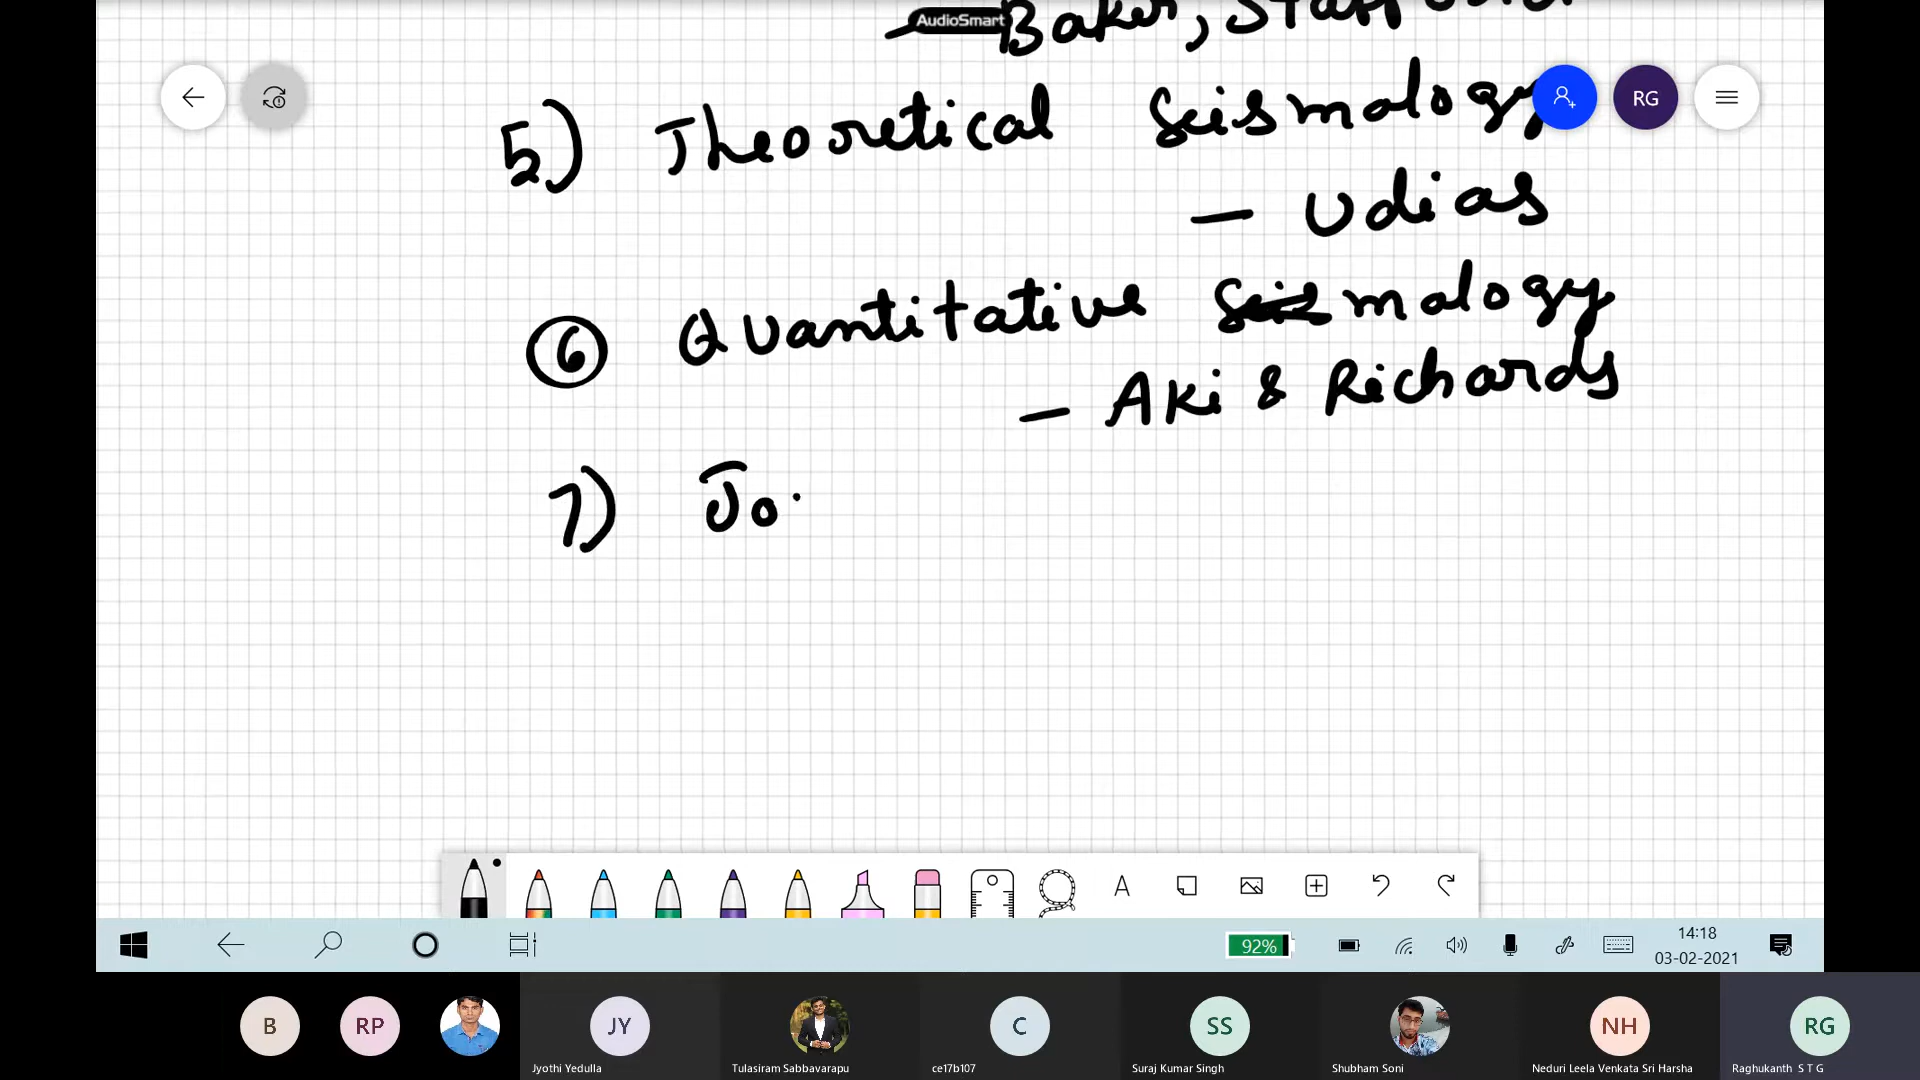 AudioSmart
- Baker, Stafford
5) Theoretical Seismology
- Udias
RG
6 Quantitative Seismology
- Aki & Richards
7) Jo
A
92%
14:18
03-02-2021
B
RP
JY
C
SS
NH
RG
Jyothi Yedulla
Tulasiram Sabbavarapu
ce17b107
Suraj Kumar Singh
Shubham Soni
Neduri Leela Venkata Sri Harsha
Raghukanth S T G